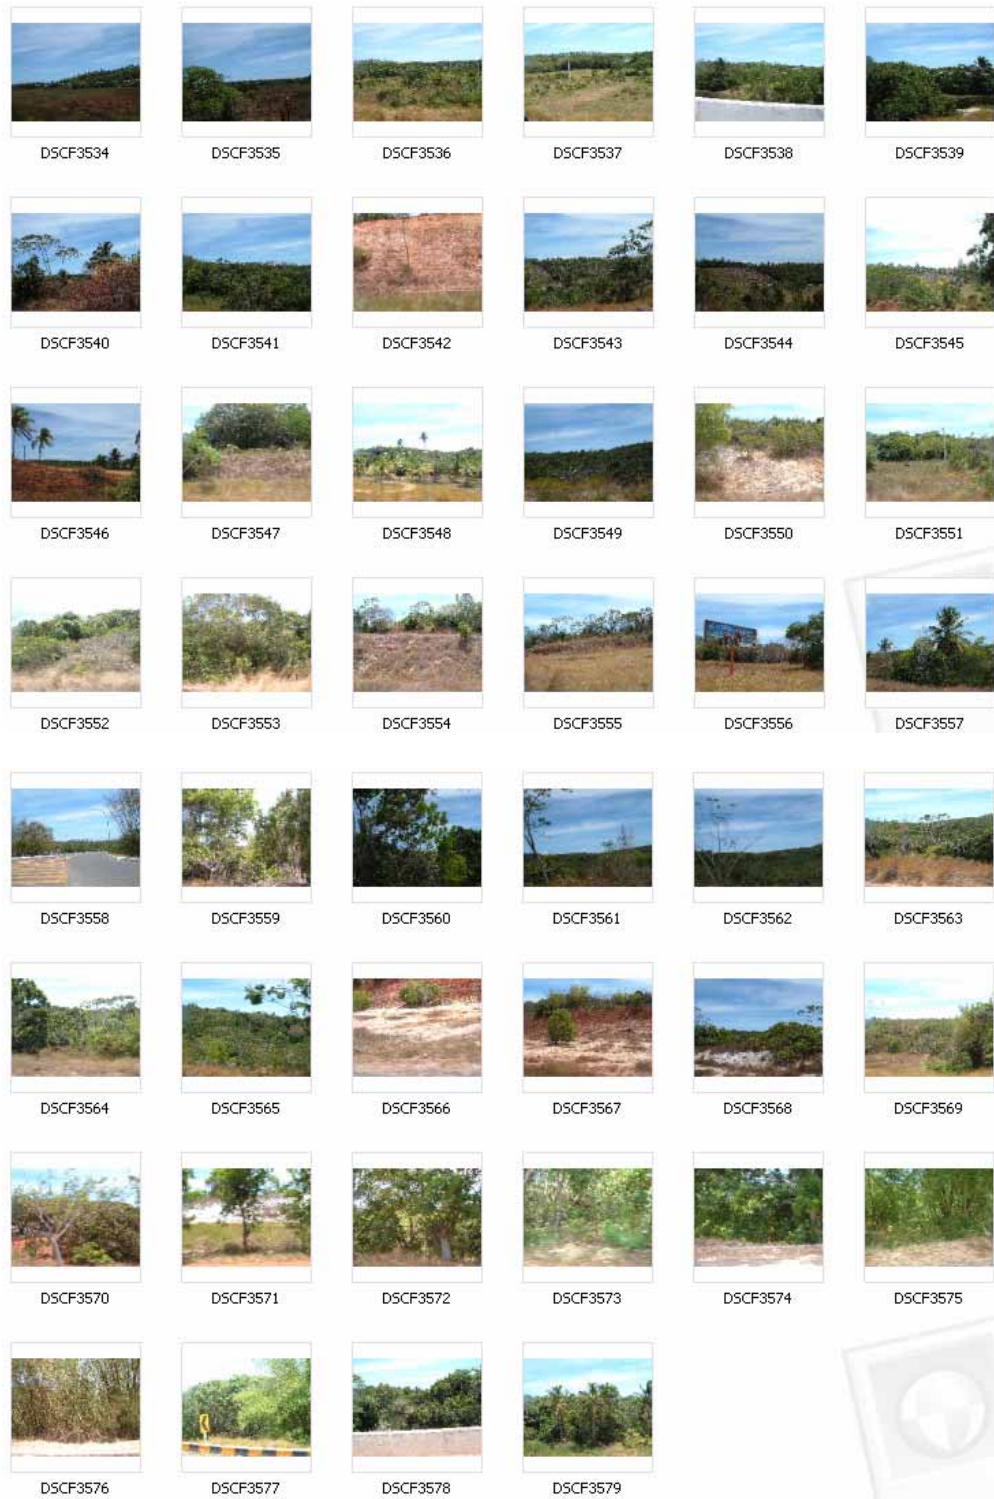 DSCF3534 DSCF3535 DSCF3536 DSCF3537 DSCF3538 DSCF3539
DSCF3540 DSCF3541 DSCF3542 DSCF3543 DSCF3544 DSCF3545
DSCF3546 DSCF3547 DSCF3548 DSCF3549 DSCF3550 DSCF3551
DSCF3552 DSCF3553 DSCF3554 DSCF3555 DSCF3556 DSCF3557
DSCF3558 DSCF3559 DSCF3560 DSCF3561 DSCF3562 DSCF3563
DSCF3564 DSCF3565 DSCF3566 DSCF3567 DSCF3568 DSCF3569
DSCF3570 DSCF3571 DSCF3572 DSCF3573 DSCF3574 DSCF3575
DSCF3576 DSCF3577 DSCF3578 DSCF3579